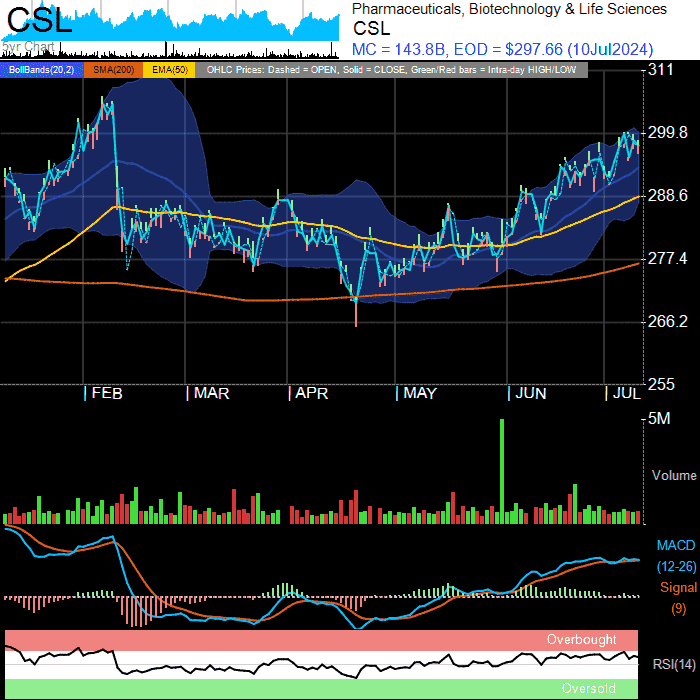 CSL
5yr Chart
Pharmaceuticals, Biotechnology & Life Sciences
CSL
MC = 143.8B, EOD = $297.66 (10Jul2024)
BollBands(20,2) SMA(200) EMA(50) OHLC Prices: Dashed = OPEN, Solid = CLOSE, Green/Red bars = Intra-day HIGH/LOW
311
299.8
288.6
277.4
266.2
255
FEB MAR APR MAY JUN JUL
5M
Volume
MACD
(12-26)
Signal
(9)
Overbought
RSI(14)
Oversold